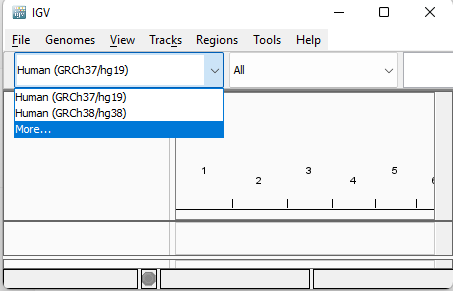 IGV
File Genomes View Tracks Regions Tools Help
Human (GRCh37/hg19) All
Human (GRCh37/hg19)
Human (GRCh38/hg38)
More...
1 2 3 4 5